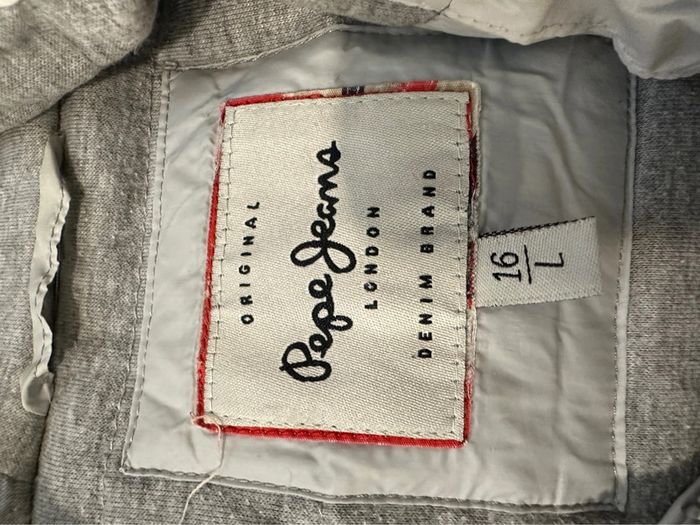 ORIGINAL
Pepe Jeans
LONDON
DENIM BRAND
16
L